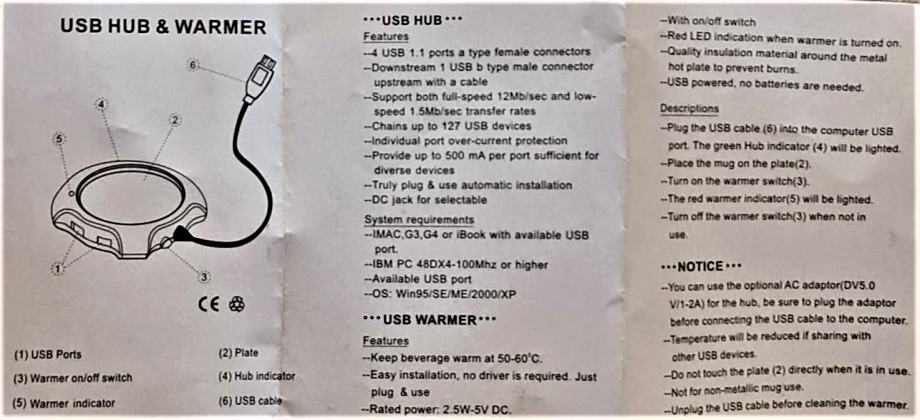 USB HUB & WARMER
6
4
2
5
1
3
CE
(1) USB Ports
(2) Plate
(3) Warmer on/off switch
(4) Hub indicator
(5) Warmer indicator
(6) USB cable
···USB HUB···
Features
--4 USB 1.1 ports a type female connectors
--Downstream 1 USB b type male connector
upstream with a cable
--Support both full-speed 12Mb/sec and low-
speed 1.5Mb/sec transfer rates
--Chains up to 127 USB devices
--Individual port over-current protection
--Provide up to 500 mA per port sufficient for
diverse devices
--Truly plug & use automatic installation
--DC jack for selectable
System requirements
--IMAC,G3,G4 or iBook with available USB
port.
--IBM PC 48DX4-100Mhz or higher
--Available USB port
--OS: Win95/SE/ME/2000/XP
···USB WARMER···
Features
--Keep beverage warm at 50-60°C.
--Easy installation, no driver is required. Just
plug & use
--Rated power: 2.5W-5V DC.
--With on/off switch
--Red LED indication when warmer is turned on.
--Quality insulation material around the metal
hot plate to prevent burns.
--USB powered, no batteries are needed.
Descriptions
--Plug the USB cable (6) into the computer USB
port. The green Hub indicator (4) will be lighted.
--Place the mug on the plate(2).
--Turn on the warmer switch(3).
--The red warmer indicator(5) will be lighted.
--Turn off the warmer switch(3) when not in
use.
···NOTICE···
--You can use the optional AC adaptor(DV5.0
V/1-2A) for the hub, be sure to plug the adaptor
before connecting the USB cable to the computer.
--Temperature will be reduced if sharing with
other USB devices.
--Do not touch the plate (2) directly when it is in use.
--Not for non-metallic mug use.
--Unplug the USB cable before cleaning the warmer.